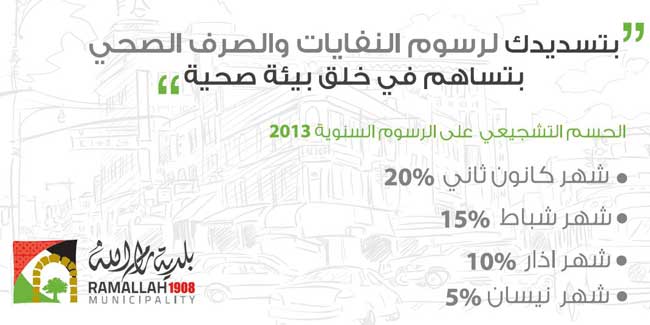 "بتسديدك لرسوم النفايات والصرف الصحي
بتساهم في خلق بيئة صحية"
الحسم التشجيعي على الرسوم السنوية 2013
• شهر كانون ثاني 20%
• شهر شباط 15%
• شهر اذار 10%
• شهر نيسان 5%
بلدية رام الله
RAMALLAH 1908
MUNICIPALITY